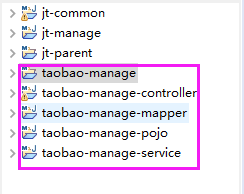 jt-common
jt-manage
jt-parent
taobao-manage
taobao-manage-controller
taobao-manage-mapper
taobao-manage-pojo
taobao-manage-service